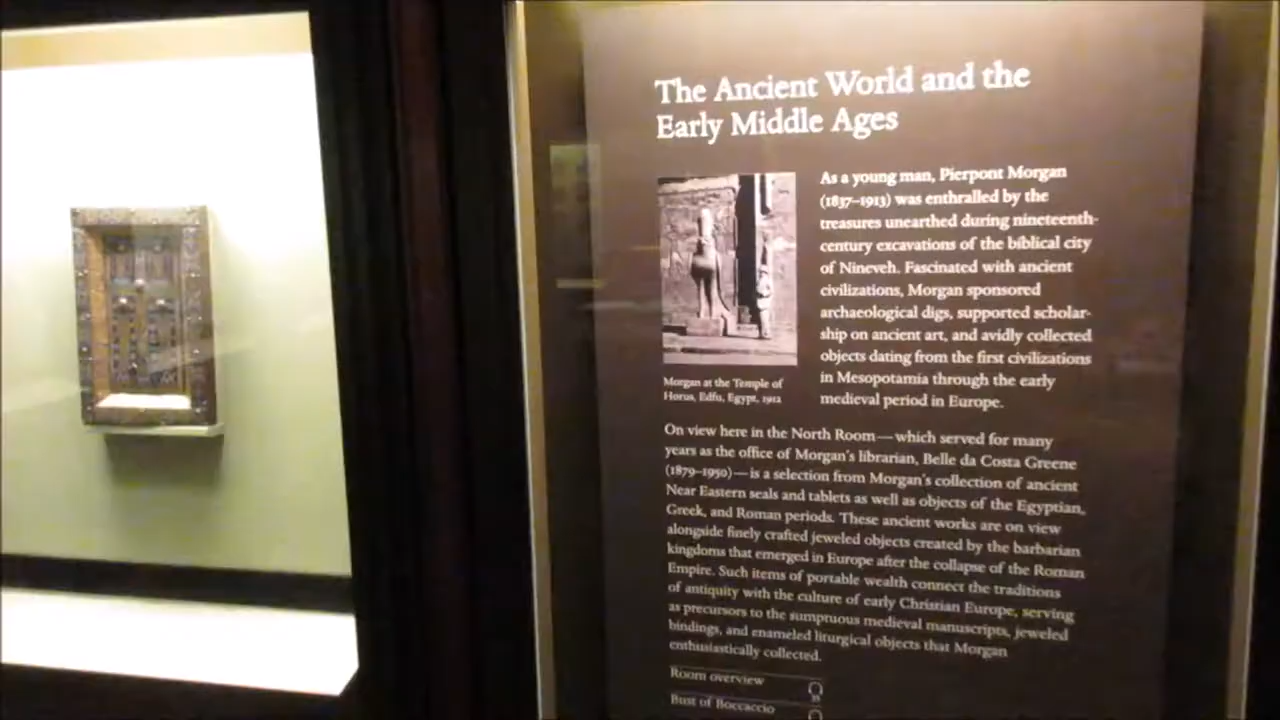 The Ancient World and the
Early Middle Ages
As a young man, Pierpont Morgan
(1837–1913) was enthralled by the
treasures unearthed during nineteenth-
century excavations of the biblical city
of Nineveh. Fascinated with ancient
civilizations, Morgan sponsored
archaeological digs, supported scholar-
ship on ancient art, and avidly collected
objects dating from the first civilizations
in Mesopotamia through the early
medieval period in Europe.
Morgan at the Temple of
Horus, Edfu, Egypt, 1912
On view here in the North Room—which served for many
years as the office of Morgan's librarian, Belle da Costa Greene
(1879–1950)—is a selection from Morgan's collection of ancient
Near Eastern seals and tablets as well as objects of the Egyptian,
Greek, and Roman periods. These ancient works are on view
alongside finely crafted jeweled objects created by the barbarian
kingdoms that emerged in Europe after the collapse of the Roman
Empire. Such items of portable wealth connect the traditions
of antiquity with the culture of early Christian Europe, serving
as precursors to the sumptuous medieval manuscripts, jeweled
bindings, and enameled liturgical objects that Morgan
enthusiastically collected.
Room overview
Bust of Boccaccio